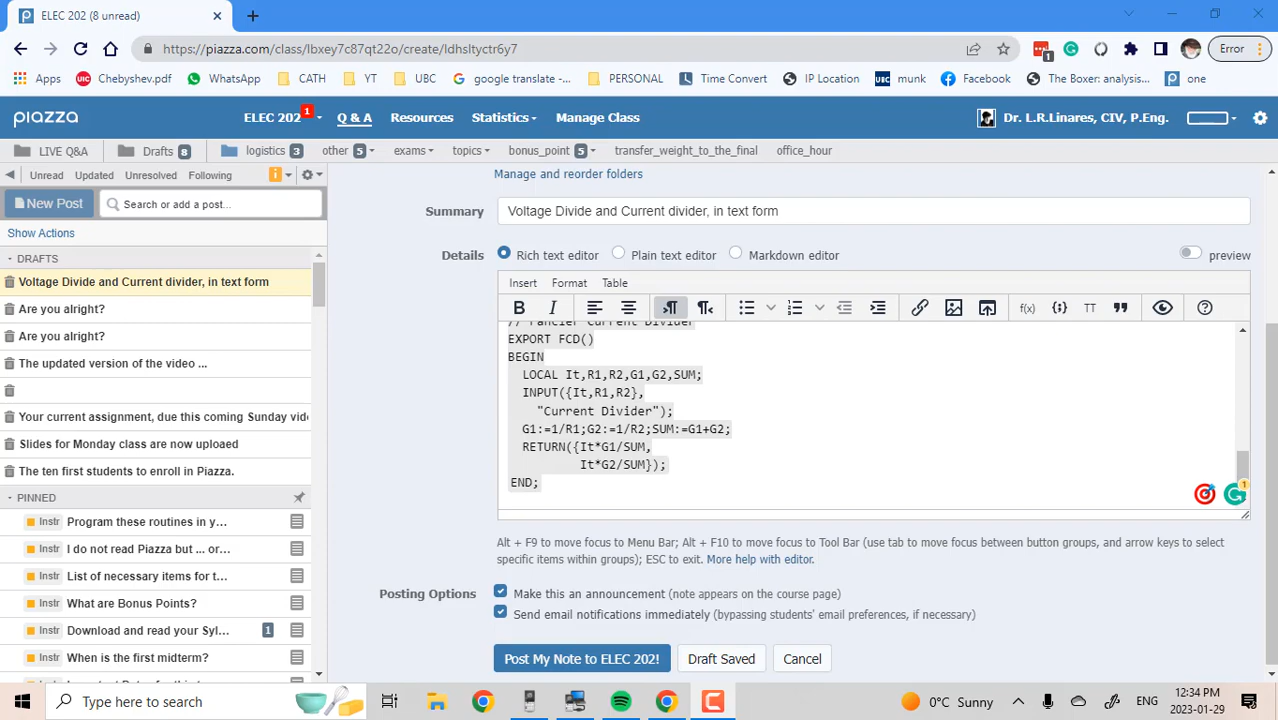 ELEC 202 (8 unread)
https://piazza.com/class/lbxey7c87qt22o/create/ldhsltyctr6y7
1
Error
Apps
Chebyshev.pdf
WhatsApp
CATH
YT
UBC
google translate -...
PERSONAL
Time Convert
IP Location
munk
Facebook
The Boxer: analysis...
one
piazza
ELEC 202
1
Q & A
Resources
Statistics
Manage Class
Dr. L.R.Linares, CIV, P.Eng.
LIVE Q&A
Drafts 8
logistics 3
other 5
exams
topics
bonus_point 5
transfer_weight_to_the_final
office_hour
Unread
Updated
Unresolved
Following
New Post
Search or add a post...
Show Actions
DRAFTS
Voltage Divide and Current divider, in text form
Are you alright?
Are you alright?
The updated version of the video ...
Your current assignment, due this coming Sunday vid
Slides for Monday class are now uploaed
The ten first students to enroll in Piazza.
PINNED
Instr Program these routines in y...
Instr I do not read Piazza but ... or...
Instr List of necessary items for t...
Instr What are Bonus Points?
Instr Download and read your Syl... 1
Instr When is the first midterm?
Manage and reorder folders
Summary
Voltage Divide and Current divider, in text form
Details
Rich text editor
Plain text editor
Markdown editor
preview
Insert
Format
Table
B I
f(x)
TT
// Fancier Current Divider
EXPORT FCD()
BEGIN
LOCAL It,R1,R2,G1,G2,SUM;
INPUT({It,R1,R2},
"Current Divider");
G1:=1/R1;G2:=1/R2;SUM:=G1+G2;
RETURN({It*G1/SUM,
It*G2/SUM});
END;
1
Alt + F9 to move focus to Menu Bar; Alt + F10 to move focus to Tool Bar (use tab to move focus between button groups, and arrow keys to select
specific items within groups); ESC to exit. More help with editor.
Posting Options
Make this an announcement (note appears on the course page)
Send email notifications immediately (bypassing students' email preferences, if necessary)
Post My Note to ELEC 202!
Draft Saved
Cancel
Type here to search
0°C Sunny
ENG
12:34 PM
2023-01-29